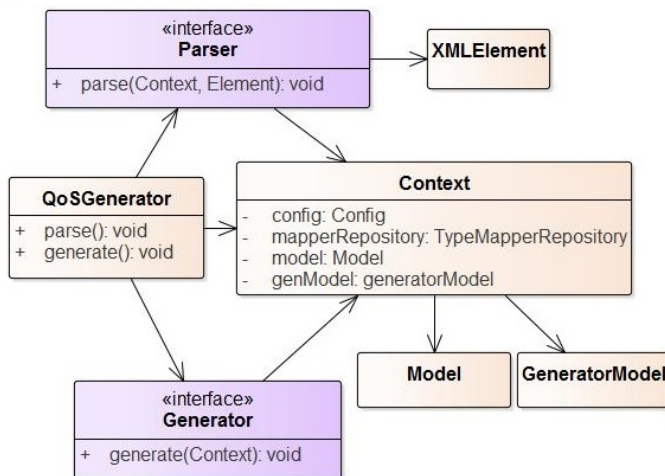 «interface»
Parser
+ parse(Context, Element): void
XMLElement
QoSGenerator
+ parse(): void
+ generate(): void
Context
- config: Config
- mapperRepository: TypeMapperRepository
- model: Model
- genModel: generatorModel
Model
GeneratorModel
«interface»
Generator
+ generate(Context): void